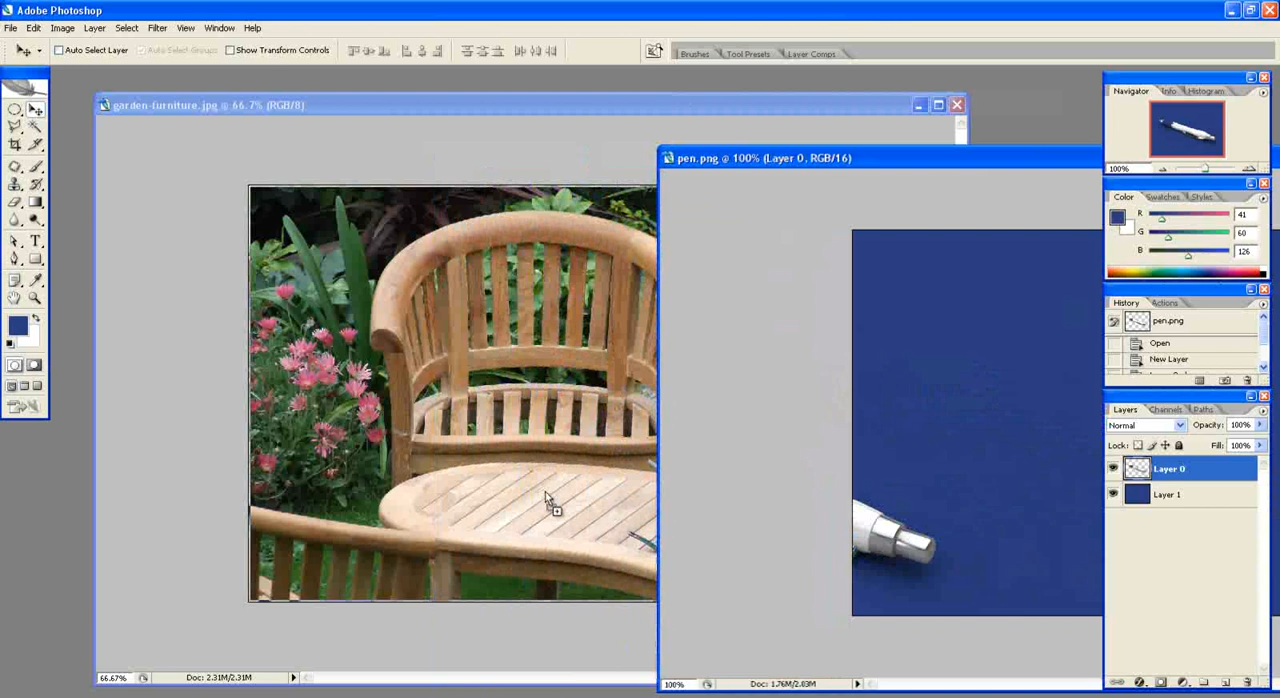 Adobe Photoshop
File Edit Image Layer Select Filter View Window Help
Auto Select Layer Auto Select Groups Show Transform Controls Brushes Tool Presets Layer Comps
garden-furniture.jpg @ 66.7% (RGB/8)
pen.png @ 100% (Layer 0, RGB/16)
66.67% Doc: 2.31M/2.31M
100% Doc: 1.76M/2.03M
Navigator Info Histogram
100%
Color Swatches Styles
R 41
G 60
B 126
History Actions
pen.png
Open
New Layer
Layers Channels Paths
Normal Opacity: 100%
Lock: Fill: 100%
Layer 0
Layer 1